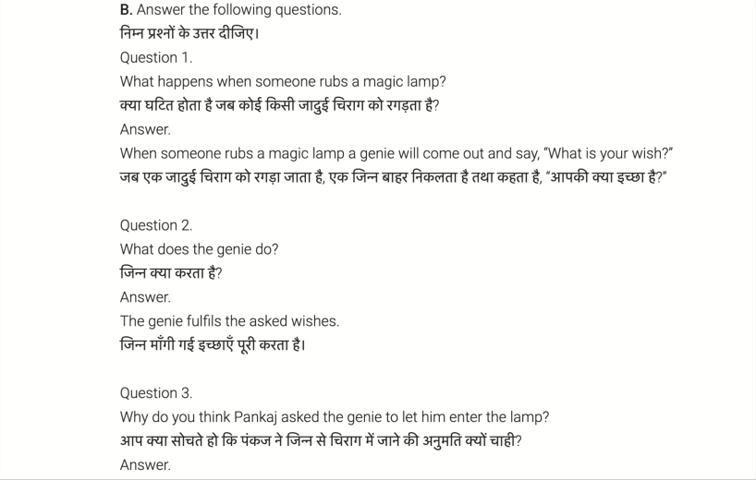 B. Answer the following questions.
निम्न प्रश्नों के उत्तर दीजिए।
Question 1.
What happens when someone rubs a magic lamp?
क्या घटित होता है जब कोई किसी जादुई चिराग को रगड़ता है?
Answer.
When someone rubs a magic lamp a genie will come out and say, “What is your wish?”
जब एक जादुई चिराग को रगड़ा जाता है, एक जिन्न बाहर निकलता है तथा कहता है, “आपकी क्या इच्छा है?”
Question 2.
What does the genie do?
जिन्न क्या करता है?
Answer.
The genie fulfils the asked wishes.
जिन्न माँगी गई इच्छाएँ पूरी करता है।
Question 3.
Why do you think Pankaj asked the genie to let him enter the lamp?
आप क्या सोचते हो कि पंकज ने जिन्न से चिराग में जाने की अनुमति क्यों चाही?
Answer.